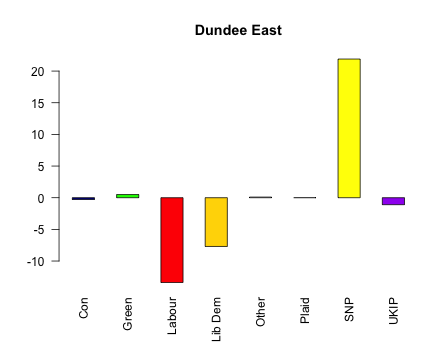 Dundee East
20
15
10
5
0
-5
-10
Con
Green
Labour
Lib Dem
Other
Plaid
SNP
UKIP